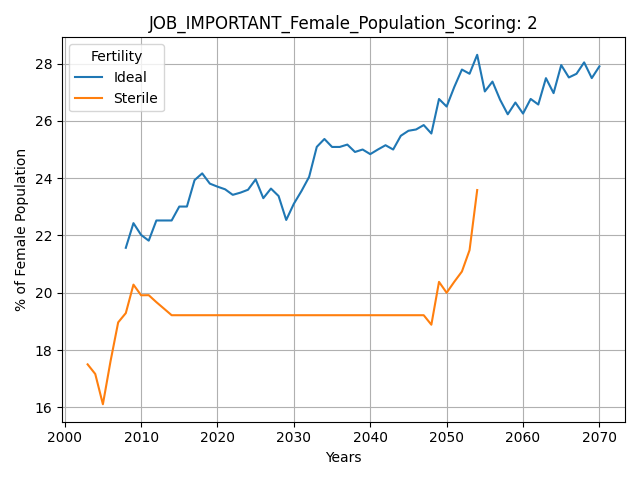 JOB_IMPORTANT_Female_Population_Scoring: 2
Fertility
Ideal
Sterile
% of Female Population
28
26
24
22
20
18
16
2000 2010 2020 2030 2040 2050 2060 2070
Years